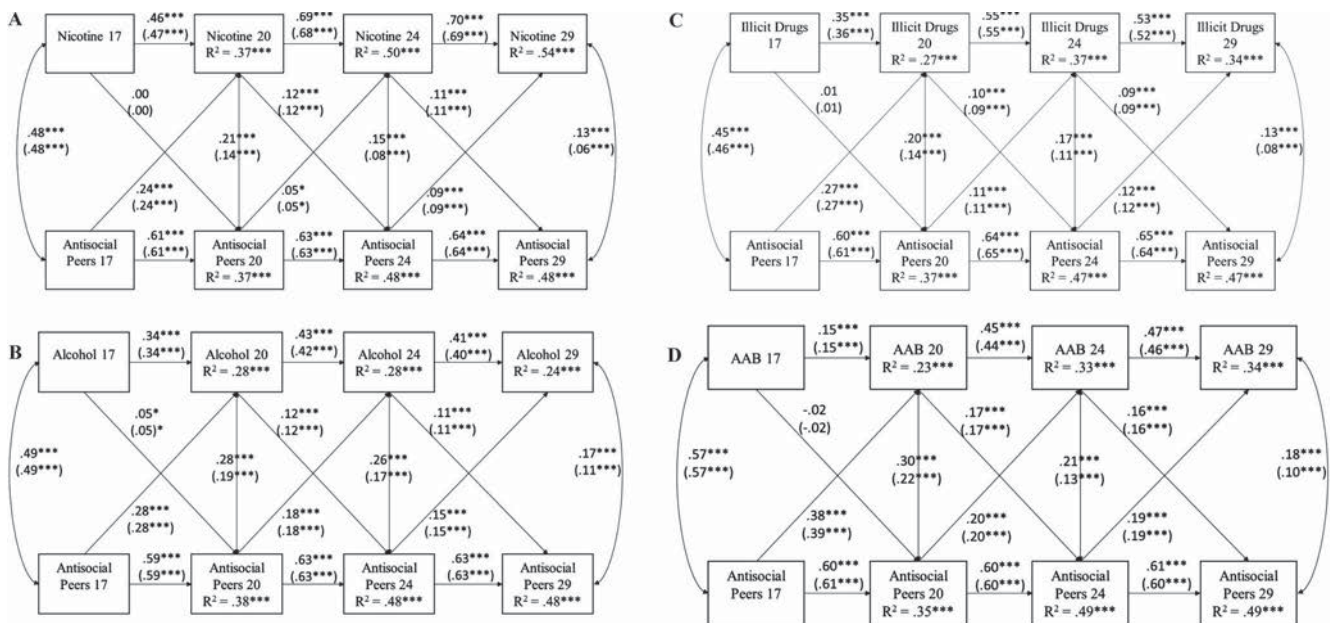 A
Nicotine 17
.46***
(.47***)
Nicotine 20
R² = .37***
.69***
(.68***)
Nicotine 24
R² = .50***
.70***
(.69***)
Nicotine 29
R² = .54***
.48***
(.48***)
.00
(.00)
.24***
(.24***)
.21***
(.14***)
.12***
(.12***)
.05*
(.05*)
.15***
(.08***)
.11***
(.11***)
.09***
(.09***)
.13***
(.06***)
Antisocial
Peers 17
.61***
(.61***)
Antisocial
Peers 20
R² = .37***
.63***
(.63***)
Antisocial
Peers 24
R² = .48***
.64***
(.64***)
Antisocial
Peers 29
R² = .48***
B
Alcohol 17
.34***
(.34***)
Alcohol 20
R² = .28***
.43***
(.42***)
Alcohol 24
R² = .28***
.41***
(.40***)
Alcohol 29
R² = .24***
.49***
(.49***)
.05*
(.05)*
.28***
(.28***)
.28***
(.19***)
.12***
(.12***)
.18***
(.18***)
.26***
(.17***)
.11***
(.11***)
.15***
(.15***)
.17***
(.11***)
Antisocial
Peers 17
.59***
(.59***)
Antisocial
Peers 20
R² = .38***
.63***
(.63***)
Antisocial
Peers 24
R² = .48***
.63***
(.63***)
Antisocial
Peers 29
R² = .48***
C
Illicit Drugs
17
.35***
(.36***)
Illicit Drugs
20
R² = .27***
.55***
(.55***)
Illicit Drugs
24
R² = .37***
.53***
(.52***)
Illicit Drugs
29
R² = .34***
.45***
(.46***)
.01
(.01)
.27***
(.27***)
.20***
(.14***)
.10***
(.09***)
.11***
(.11***)
.17***
(.11***)
.09***
(.09***)
.12***
(.12***)
.13***
(.08***)
Antisocial
Peers 17
.60***
(.61***)
Antisocial
Peers 20
R² = .37***
.64***
(.65***)
Antisocial
Peers 24
R² = .47***
.65***
(.64***)
Antisocial
Peers 29
R² = .47***
D
AAB 17
.15***
(.15***)
AAB 20
R² = .23***
.45***
(.44***)
AAB 24
R² = .33***
.47***
(.46***)
AAB 29
R² = .34***
.57***
(.57***)
-.02
(-.02)
.38***
(.39***)
.30***
(.22***)
.17***
(.17***)
.20***
(.20***)
.21***
(.13***)
.16***
(.16***)
.19***
(.19***)
.18***
(.10***)
Antisocial
Peers 17
.60***
(.61***)
Antisocial
Peers 20
R² = .35***
.60***
(.60***)
Antisocial
Peers 24
R² = .49***
.61***
(.60***)
Antisocial
Peers 29
R² = .49***